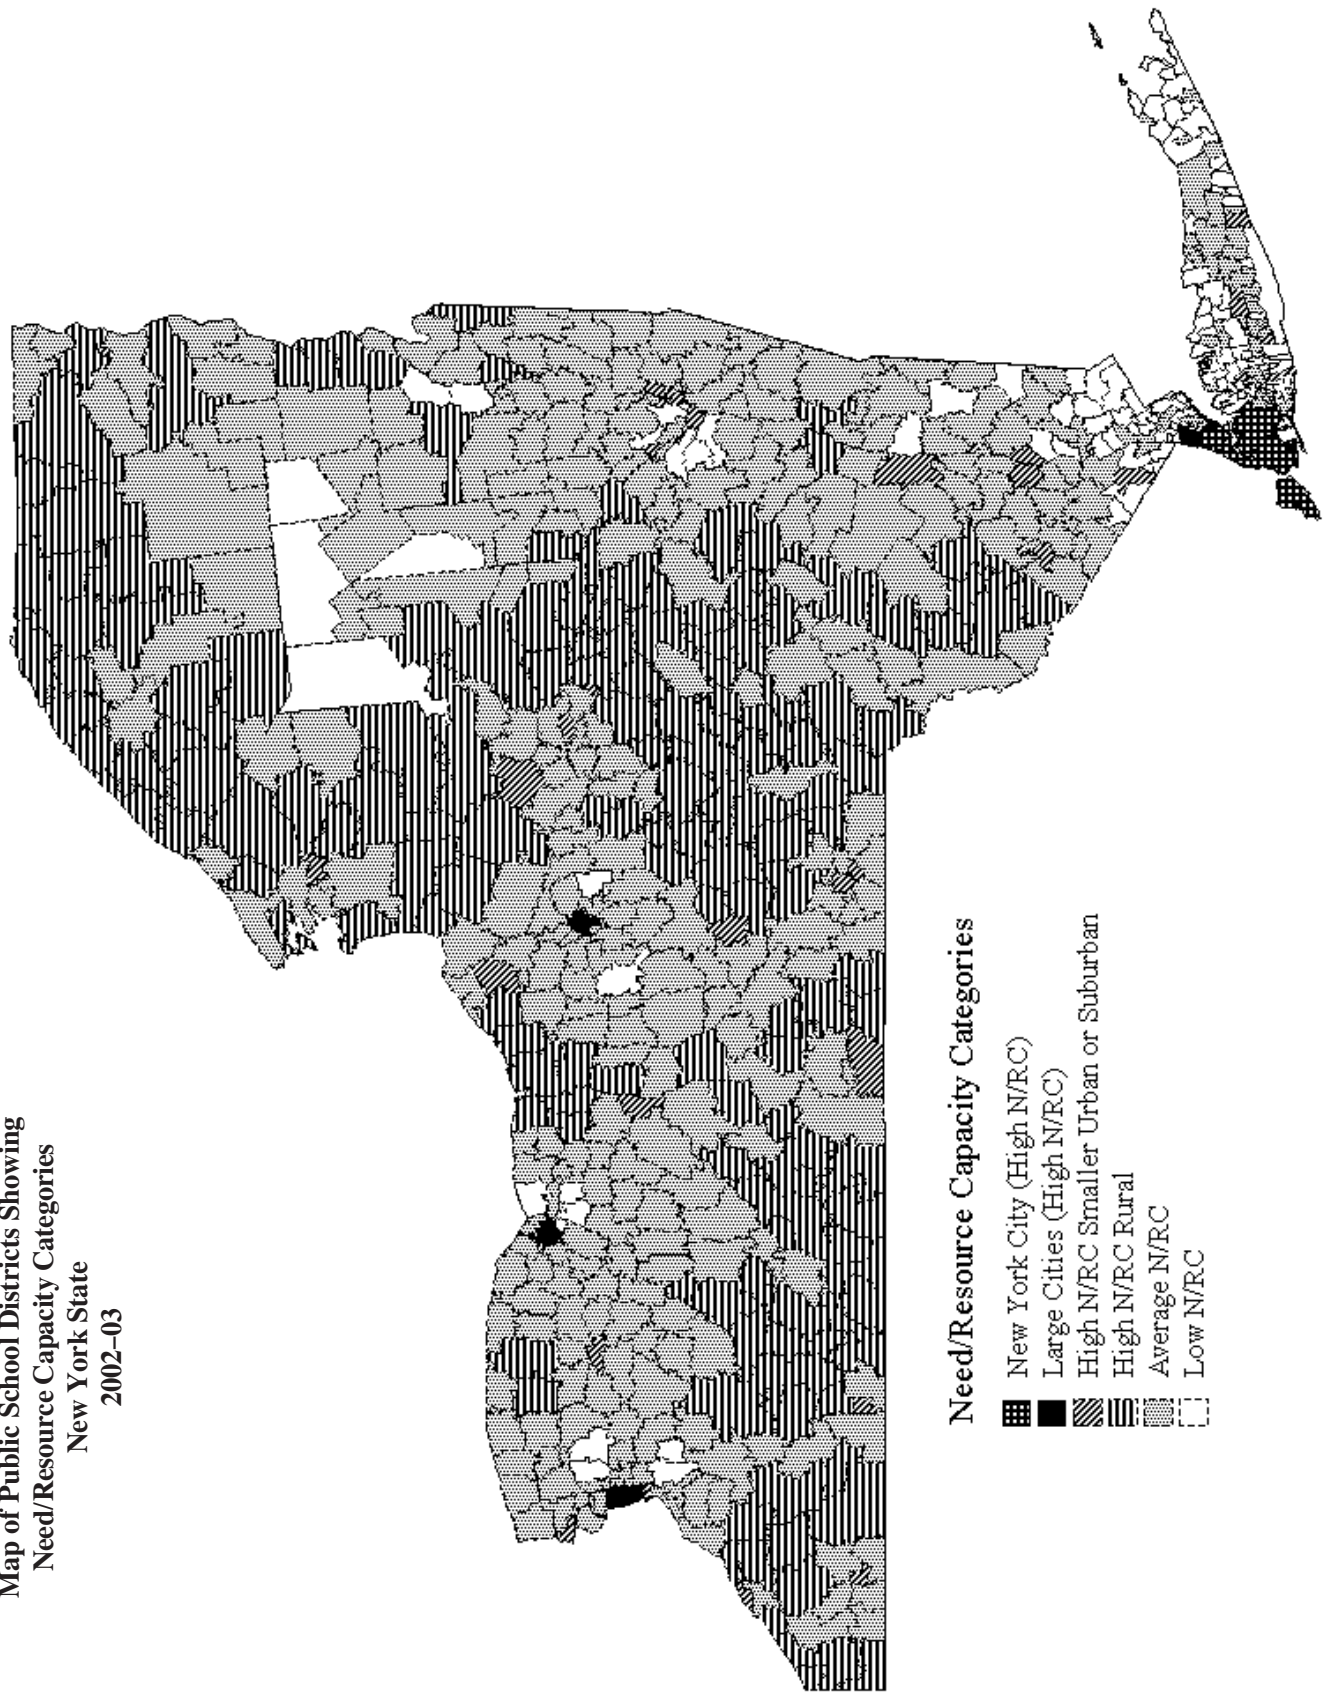 Map of Public School Districts Showing
Need/Resource Capacity Categories
New York State
2002–03
Need/Resource Capacity Categories
New York City (High N/RC)
Large Cities (High N/RC)
High N/RC Smaller Urban or Suburban
High N/RC Rural
Average N/RC
Low N/RC